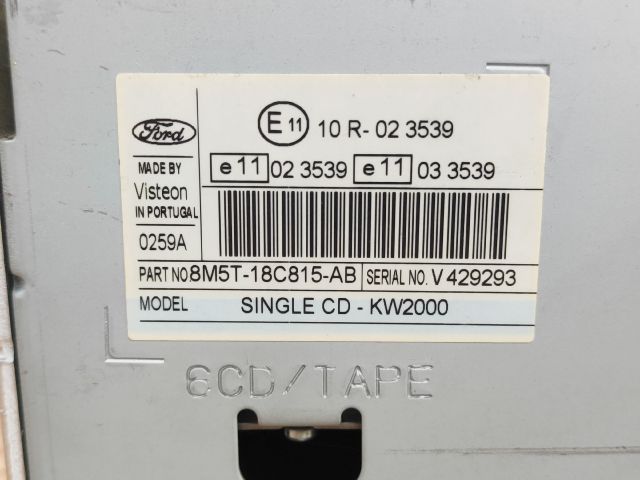 Ford
E 11 10 R- 02 3539
MADE BY
Visteon
IN PORTUGAL
e 11 02 3539 e 11 03 3539
0259A
PART NO. 8M5T-18C815-AB SERIAL NO. V 429293
MODEL SINGLE CD - KW2000
6CD/TAPE